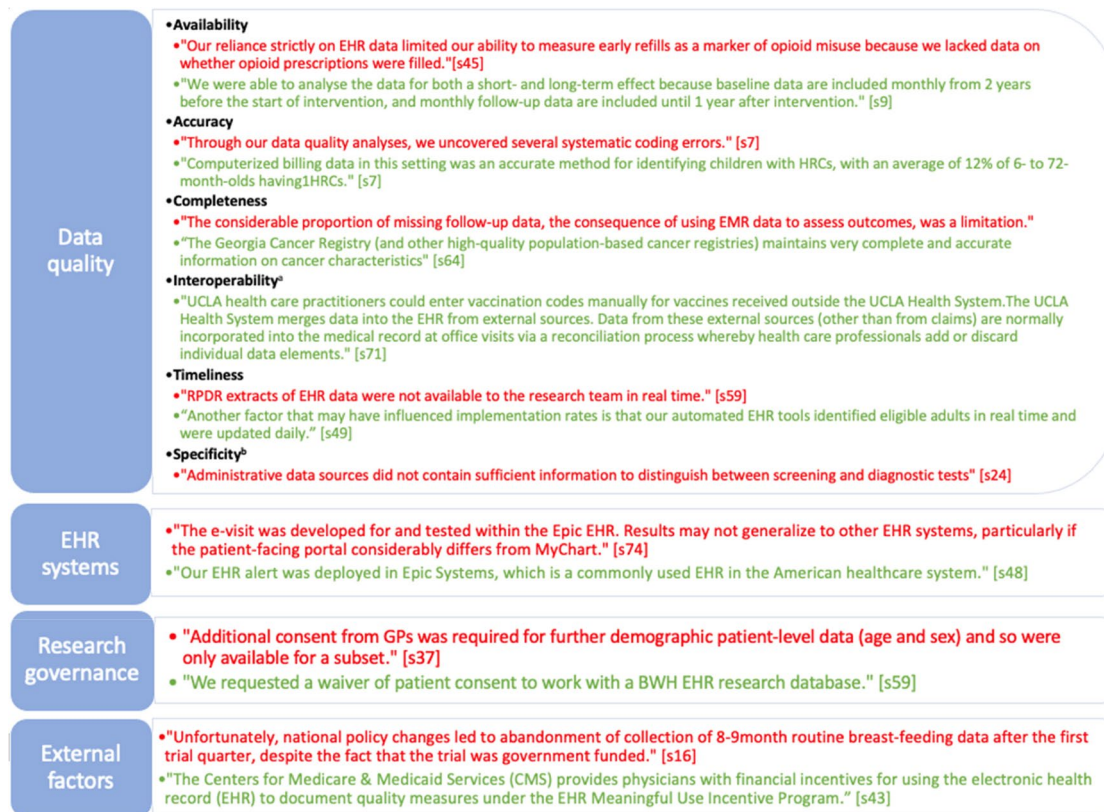 Data
quality
•Availability
•"Our reliance strictly on EHR data limited our ability to measure early refills as a marker of opioid misuse because we lacked data on
whether opioid prescriptions were filled."[s45]
•"We were able to analyse the data for both a short- and long-term effect because baseline data are included monthly from 2 years
before the start of intervention, and monthly follow-up data are included until 1 year after intervention." [s9]
•Accuracy
•"Through our data quality analyses, we uncovered several systematic coding errors." [s7]
•"Computerized billing data in this setting was an accurate method for identifying children with HRCs, with an average of 12% of 6- to 72-
month-olds having1HRCs." [s7]
•Completeness
•"The considerable proportion of missing follow-up data, the consequence of using EMR data to assess outcomes, was a limitation."
•“The Georgia Cancer Registry (and other high-quality population-based cancer registries) maintains very complete and accurate
information on cancer characteristics" [s64]
•Interoperabilityᵃ
•"UCLA health care practitioners could enter vaccination codes manually for vaccines received outside the UCLA Health System.The UCLA
Health System merges data into the EHR from external sources. Data from these external sources (other than from claims) are normally
incorporated into the medical record at office visits via a reconciliation process whereby health care professionals add or discard
individual data elements." [s71]
•Timeliness
•"RPDR extracts of EHR data were not available to the research team in real time." [s59]
•“Another factor that may have influenced implementation rates is that our automated EHR tools identified eligible adults in real time and
were updated daily.” [s49]
•Specificityᵇ
•"Administrative data sources did not contain sufficient information to distinguish between screening and diagnostic tests" [s24]
EHR
systems
•"The e-visit was developed for and tested within the Epic EHR. Results may not generalize to other EHR systems, particularly if
the patient-facing portal considerably differs from MyChart." [s74]
•"Our EHR alert was deployed in Epic Systems, which is a commonly used EHR in the American healthcare system." [s48]
Research
governance
• "Additional consent from GPs was required for further demographic patient-level data (age and sex) and so were
only available for a subset." [s37]
• "We requested a waiver of patient consent to work with a BWH EHR research database." [s59]
External
factors
•"Unfortunately, national policy changes led to abandonment of collection of 8-9month routine breast-feeding data after the first
trial quarter, despite the fact that the trial was government funded." [s16]
•"The Centers for Medicare & Medicaid Services (CMS) provides physicians with financial incentives for using the electronic health
record (EHR) to document quality measures under the EHR Meaningful Use Incentive Program.” [s43]